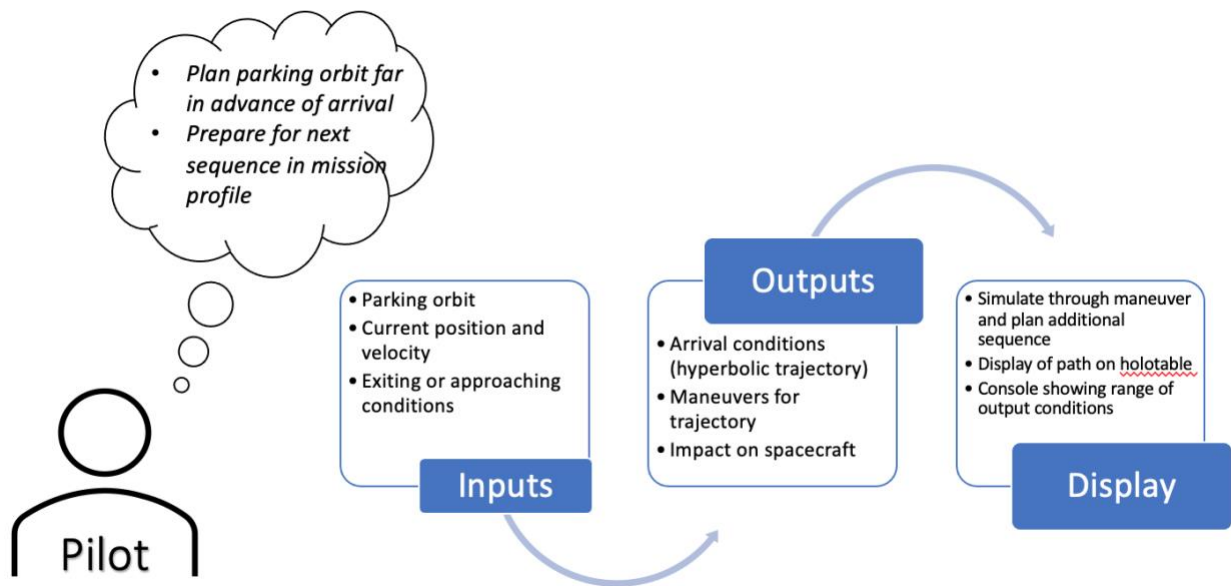 • Plan parking orbit far
in advance of arrival
• Prepare for next
sequence in mission
profile
Pilot
• Parking orbit
• Current position and
velocity
• Exiting or approaching
conditions
Inputs
Outputs
• Arrival conditions
(hyperbolic trajectory)
• Maneuvers for
trajectory
• Impact on spacecraft
• Simulate through maneuver
and plan additional
sequence
• Display of path on holotable
• Console showing range of
output conditions
Display